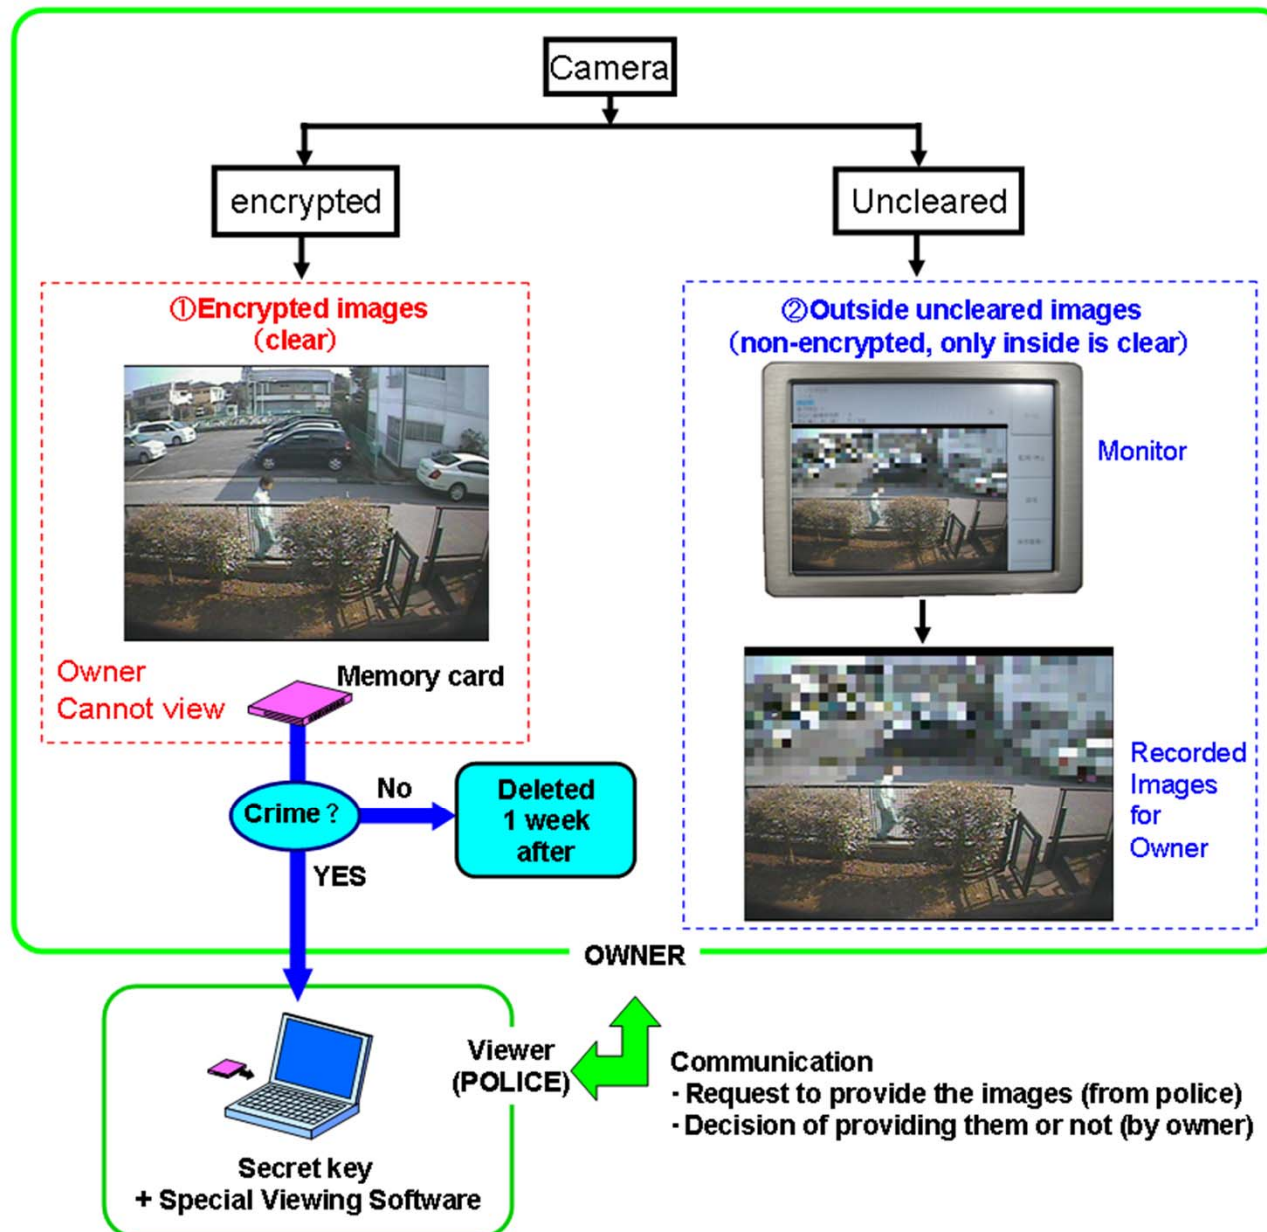 Camera
encrypted
Uncleared
①Encrypted images
（clear）
Owner
Cannot view
Memory card
②Outside uncleared images
（non-encrypted, only inside is clear）
Monitor
Recorded
Images
for
Owner
Crime？
No
Deleted
1 week
after
YES
OWNER
Viewer
(POLICE)
Communication
- Request to provide the images (from police)
- Decision of providing them or not (by owner)
Secret key
+ Special Viewing Software